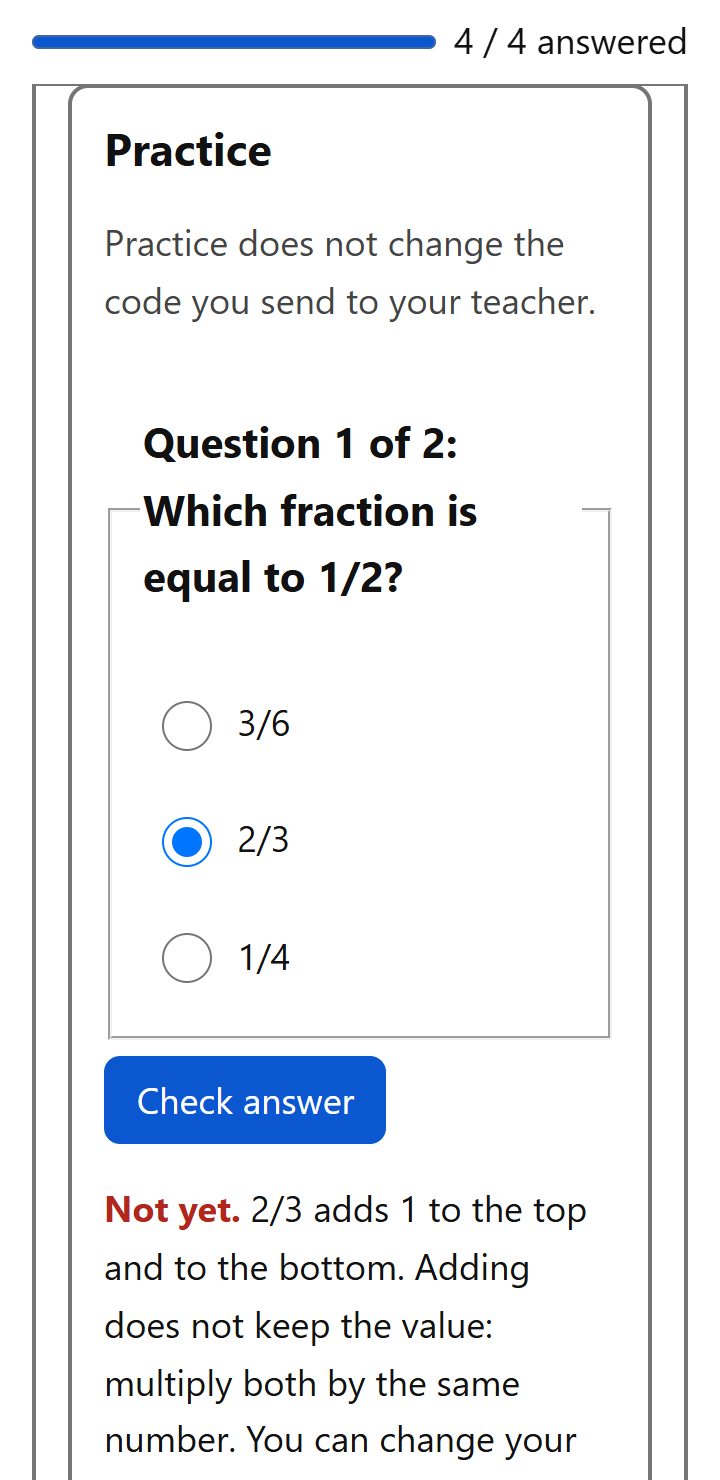 4 / 4 answered
Practice
Practice does not change the
code you send to your teacher.
Question 1 of 2:
Which fraction is
equal to 1/2?
3/6
2/3
1/4
Check answer
Not yet. 2/3 adds 1 to the top
and to the bottom. Adding
does not keep the value:
multiply both by the same
number. You can change your